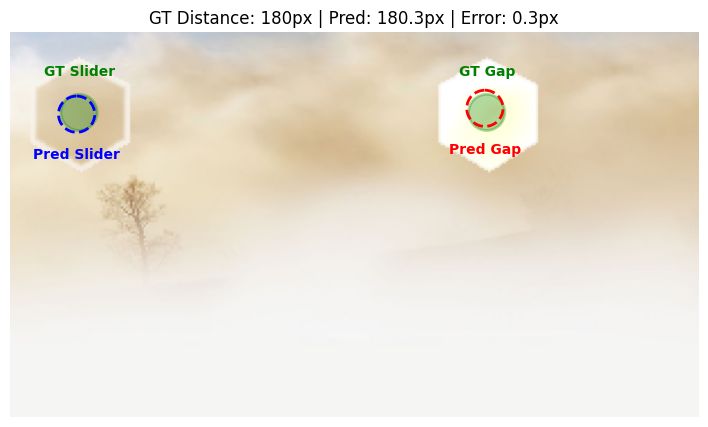 GT Distance: 180px | Pred: 180.3px | Error: 0.3px
GT Slider
GT Gap
Pred Slider
Pred Gap